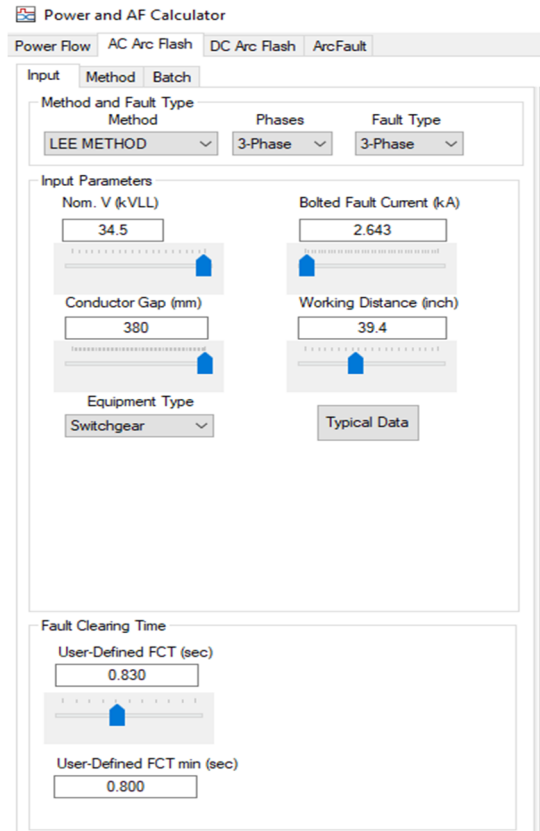 Power and AF Calculator
Power Flow AC Arc Flash DC Arc Flash ArcFault
Input Method Batch
Method and Fault Type
Method Phases Fault Type
LEE METHOD 3-Phase 3-Phase
Input Parameters
Nom. V (kVLL) Bolted Fault Current (kA)
34.5 2.643
Conductor Gap (mm) Working Distance (inch)
380 39.4
Equipment Type
Switchgear Typical Data
Fault Clearing Time
User-Defined FCT (sec)
0.830
User-Defined FCT min (sec)
0.800